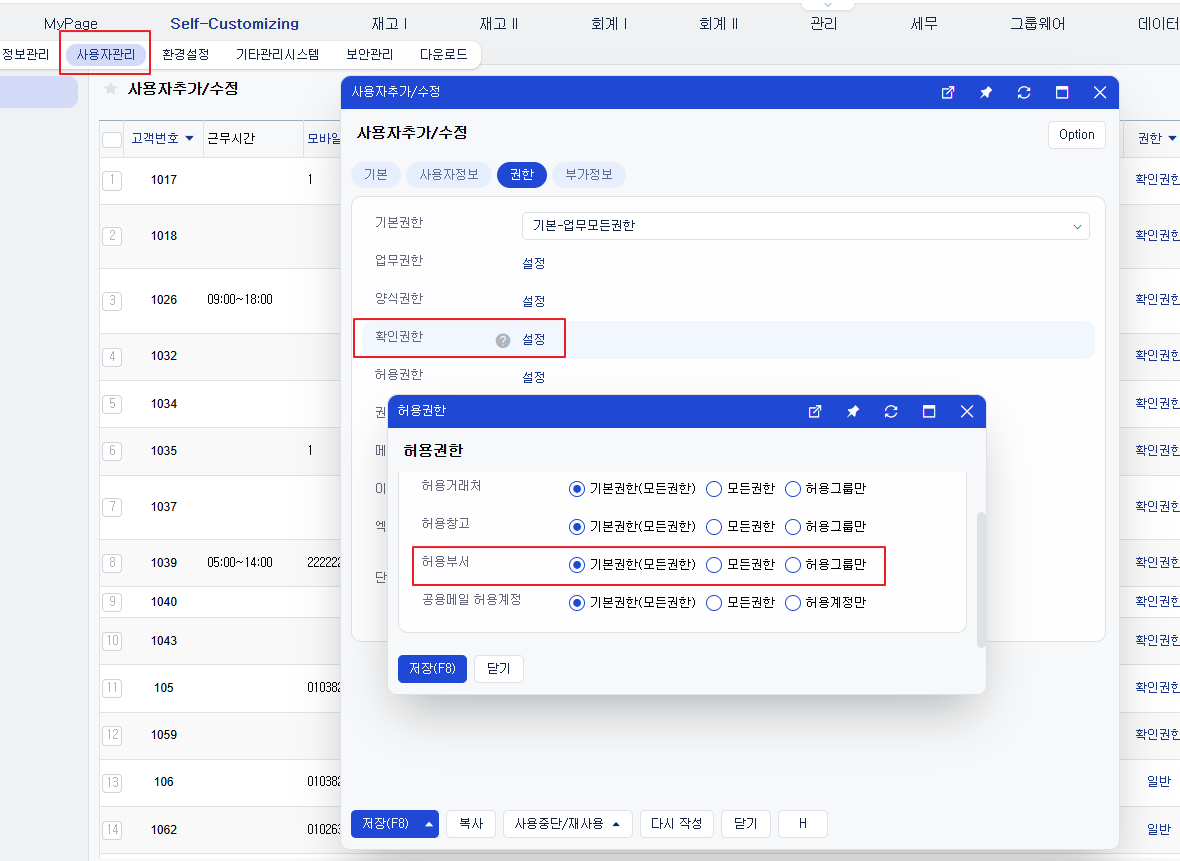 MyPage Self-Customizing 재고 I 재고 II 회계 I 회계 II 관리 세무 그룹웨어 데이터
정보관리 사용자관리 환경설정 기타관리시스템 보안관리 다운로드
사용자추가/수정
고객번호 근무시간 모바일 권한
1 1017 1 확인권한
2 1018 확인권한
3 1026 09:00~18:00 확인권한
4 1032 확인권한
5 1034 확인권한
6 1035 1 확인권한
7 1037 확인권한
8 1039 05:00~14:00 222222 확인권한
9 1040 확인권한
10 1043 확인권한
11 105 010382 확인권한
12 1059 확인권한
13 106 010382 일반
14 1062 010263 일반
사용자추가/수정
사용자추가/수정
Option
기본 사용자정보 권한 부가정보
기본권한 기본-업무모든권한
업무권한 설정
양식권한 설정
확인권한 ? 설정
허용권한 설정
권
메
이
엑
단
허용권한
허용권한
허용거래처 기본권한(모든권한) 모든권한 허용그룹만
허용창고 기본권한(모든권한) 모든권한 허용그룹만
허용부서 기본권한(모든권한) 모든권한 허용그룹만
공용메일 허용계정 기본권한(모든권한) 모든권한 허용계정만
저장(F8) 닫기
저장(F8) 복사 사용중단/재사용 다시 작성 닫기 H